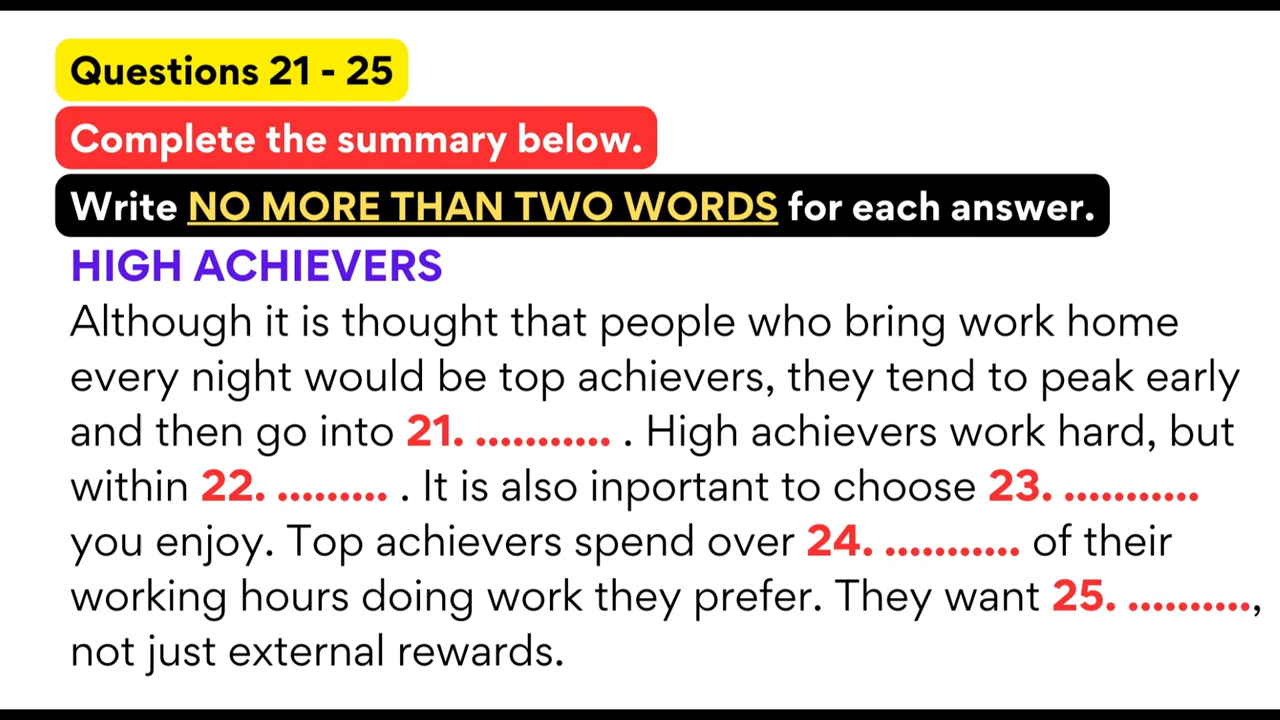 Questions 21 - 25
Complete the summary below.
Write NO MORE THAN TWO WORDS for each answer.
HIGH ACHIEVERS
Although it is thought that people who bring work home
every night would be top achievers, they tend to peak early
and then go into 21. ........... . High achievers work hard, but
within 22. ......... . It is also inportant to choose 23. ...........
you enjoy. Top achievers spend over 24. ........... of their
working hours doing work they prefer. They want 25. ..........,
not just external rewards.